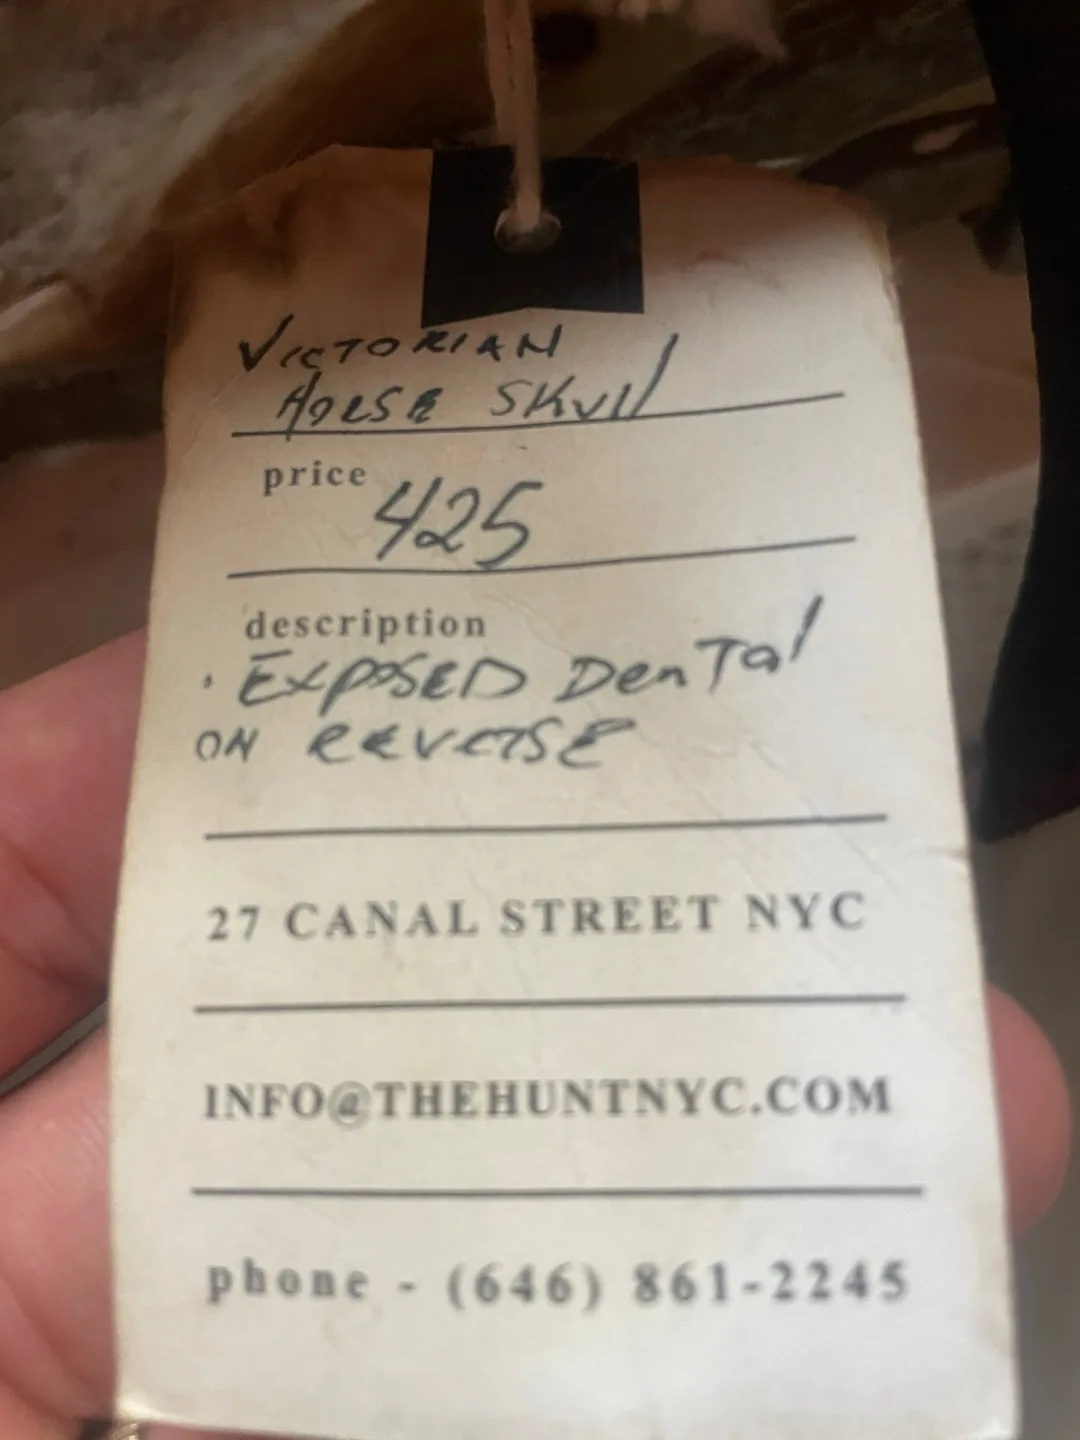 VICTORIAN
HORSE SKull
price 425
description
· EXPOSED DenTal
ON REVERSE
27 CANAL STREET NYC
INFO@THEHUNTNYC.COM
phone - (646) 861-2245